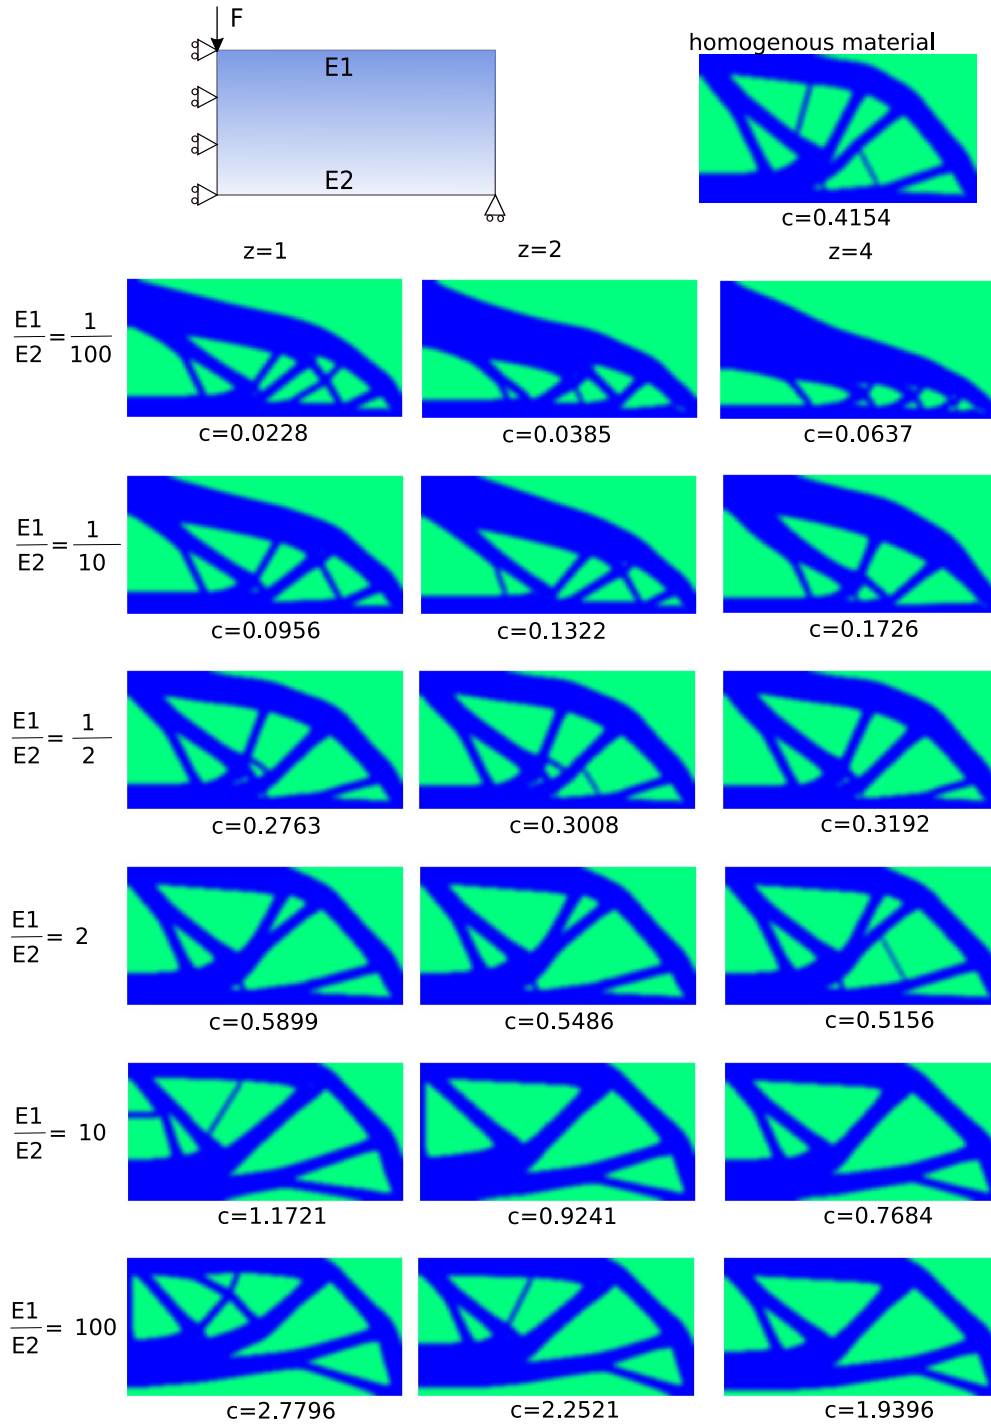 F
homogenous material
E1
E2
c=0.4154
z=1
z=2
z=4
E1
E2
=
1
100
c=0.0228
c=0.0385
c=0.0637
E1
E2
=
1
10
c=0.0956
c=0.1322
c=0.1726
E1
E2
=
1
2
c=0.2763
c=0.3008
c=0.3192
E1
E2
= 2
c=0.5899
c=0.5486
c=0.5156
E1
E2
= 10
c=1.1721
c=0.9241
c=0.7684
E1
E2
= 100
c=2.7796
c=2.2521
c=1.9396